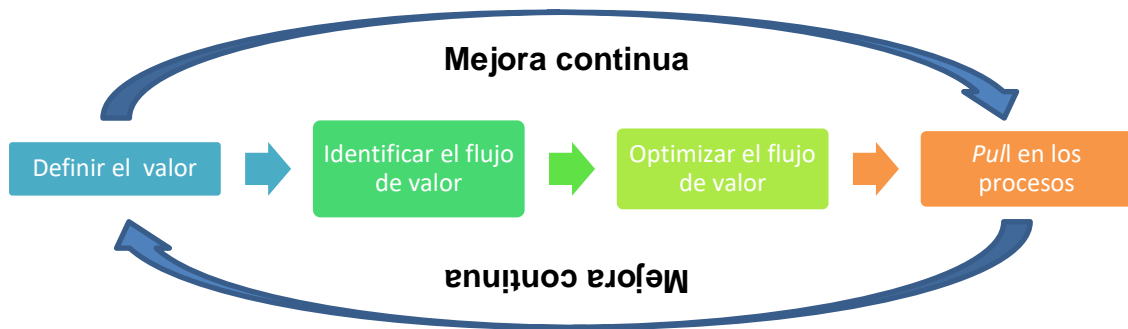 Mejora continua
Definir el valor
Identificar el flujo
de valor
Optimizar el flujo
de valor
Pull en los
procesos
Mejora continua